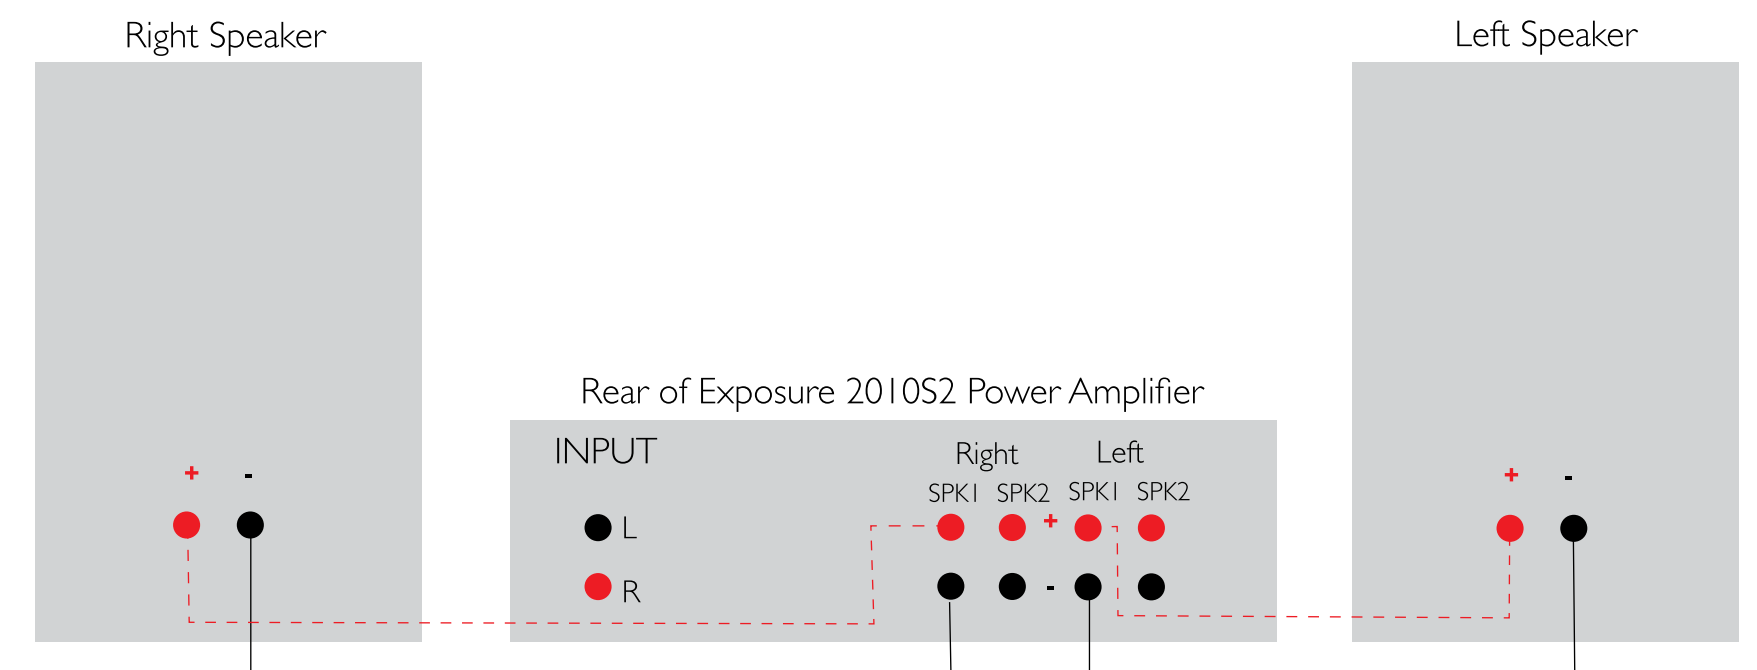 Right Speaker
Left Speaker
Rear of Exposure 2010S2 Power Amplifier
INPUT
Right Left
SPK1 SPK2 SPK1 SPK2
+ -
+ -
L +
R -